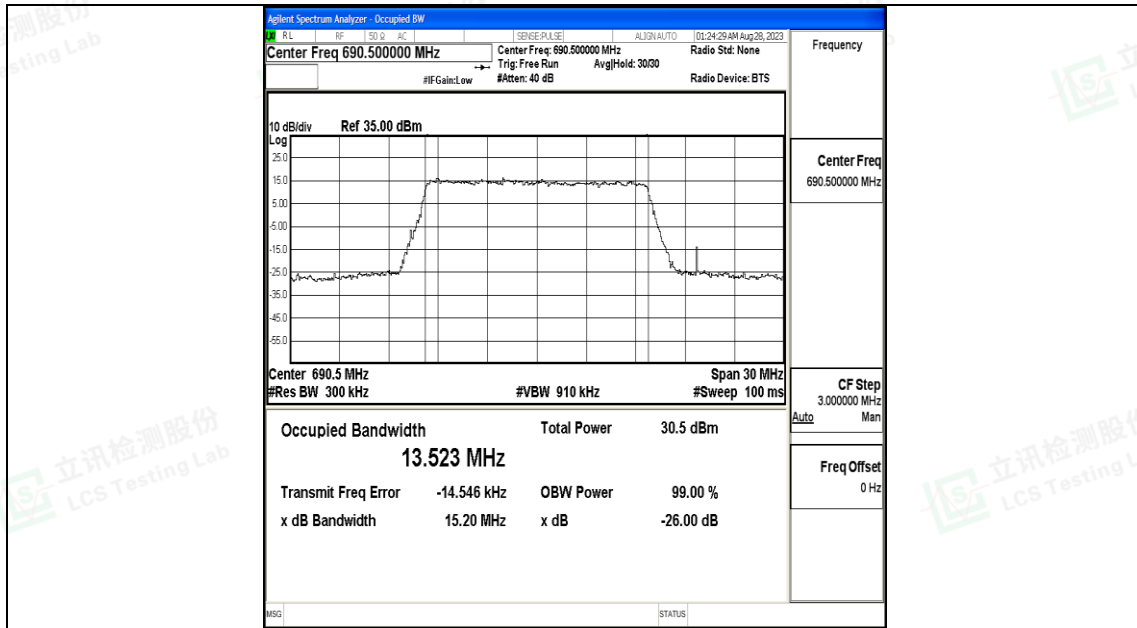 Agilent Spectrum Analyzer - Occupied BW
RL RF 50 Ω AC SENSE:PULSE ALIGN AUTO 01:24:29 AM Aug 28, 2023
Center Freq 690.500000 MHz
Center Freq: 690.500000 MHz Radio Std: None
Trig: Free Run Avg|Hold: 30/30
#IFGain:Low #Atten: 40 dB Radio Device: BTS
Frequency
10 dB/div Ref 35.00 dBm
Log
25.0
15.0
5.00
-5.00
-15.0
-25.0
-35.0
-45.0
-55.0
Center Freq
690.500000 MHz
Center 690.5 MHz Span 30 MHz
#Res BW 300 kHz #VBW 910 kHz #Sweep 100 ms
CF Step
3.000000 MHz
Auto Man
Occupied Bandwidth Total Power 30.5 dBm
13.523 MHz
Transmit Freq Error -14.546 kHz OBW Power 99.00 %
x dB Bandwidth 15.20 MHz x dB -26.00 dB
Freq Offset
0 Hz
MSG STATUS
立讯检测股份
LCS Testing Lab
立讯检测股份
LCS Testing L